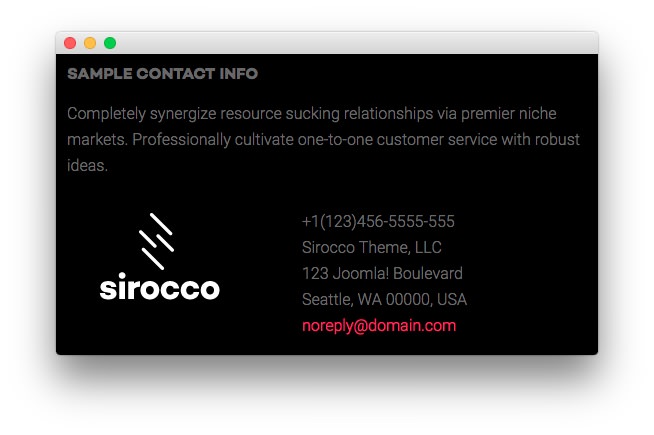 SAMPLE CONTACT INFO
Completely synergize resource sucking relationships via premier niche
markets. Professionally cultivate one-to-one customer service with robust
ideas.
sirocco
+1(123)456-5555-555
Sirocco Theme, LLC
123 Joomla! Boulevard
Seattle, WA 00000, USA
noreply@domain.com